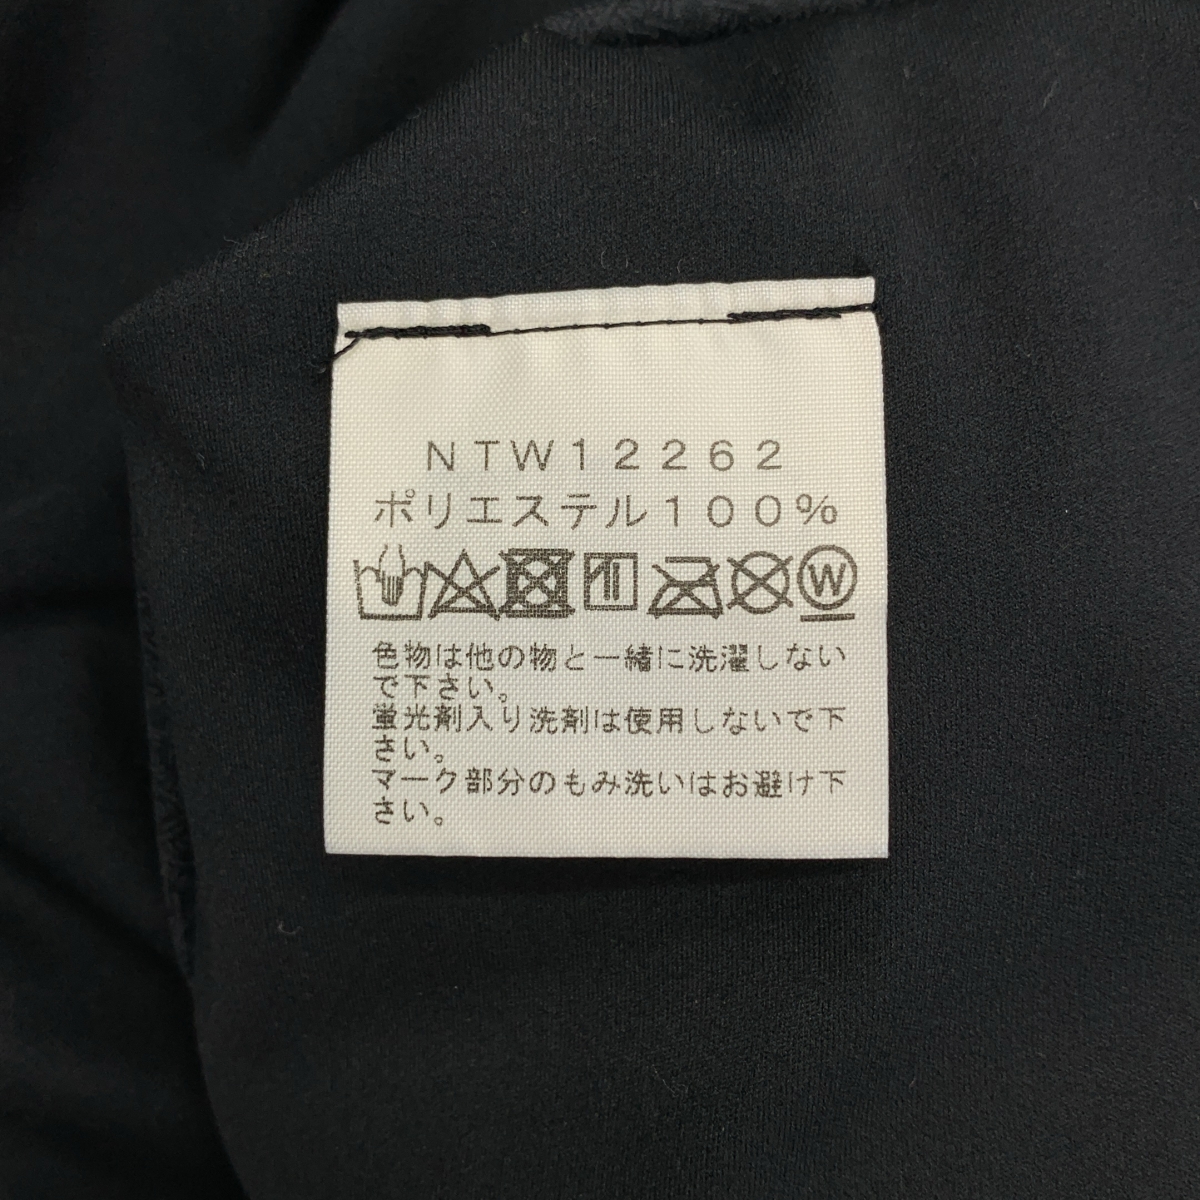 NTW12262
ポリエステル100%
W
色物は他の物と一緒に洗濯しない
で下さい。
蛍光剤入り洗剤は使用しないで下
さい。
マーク部分のもみ洗いはお避け下
さい。